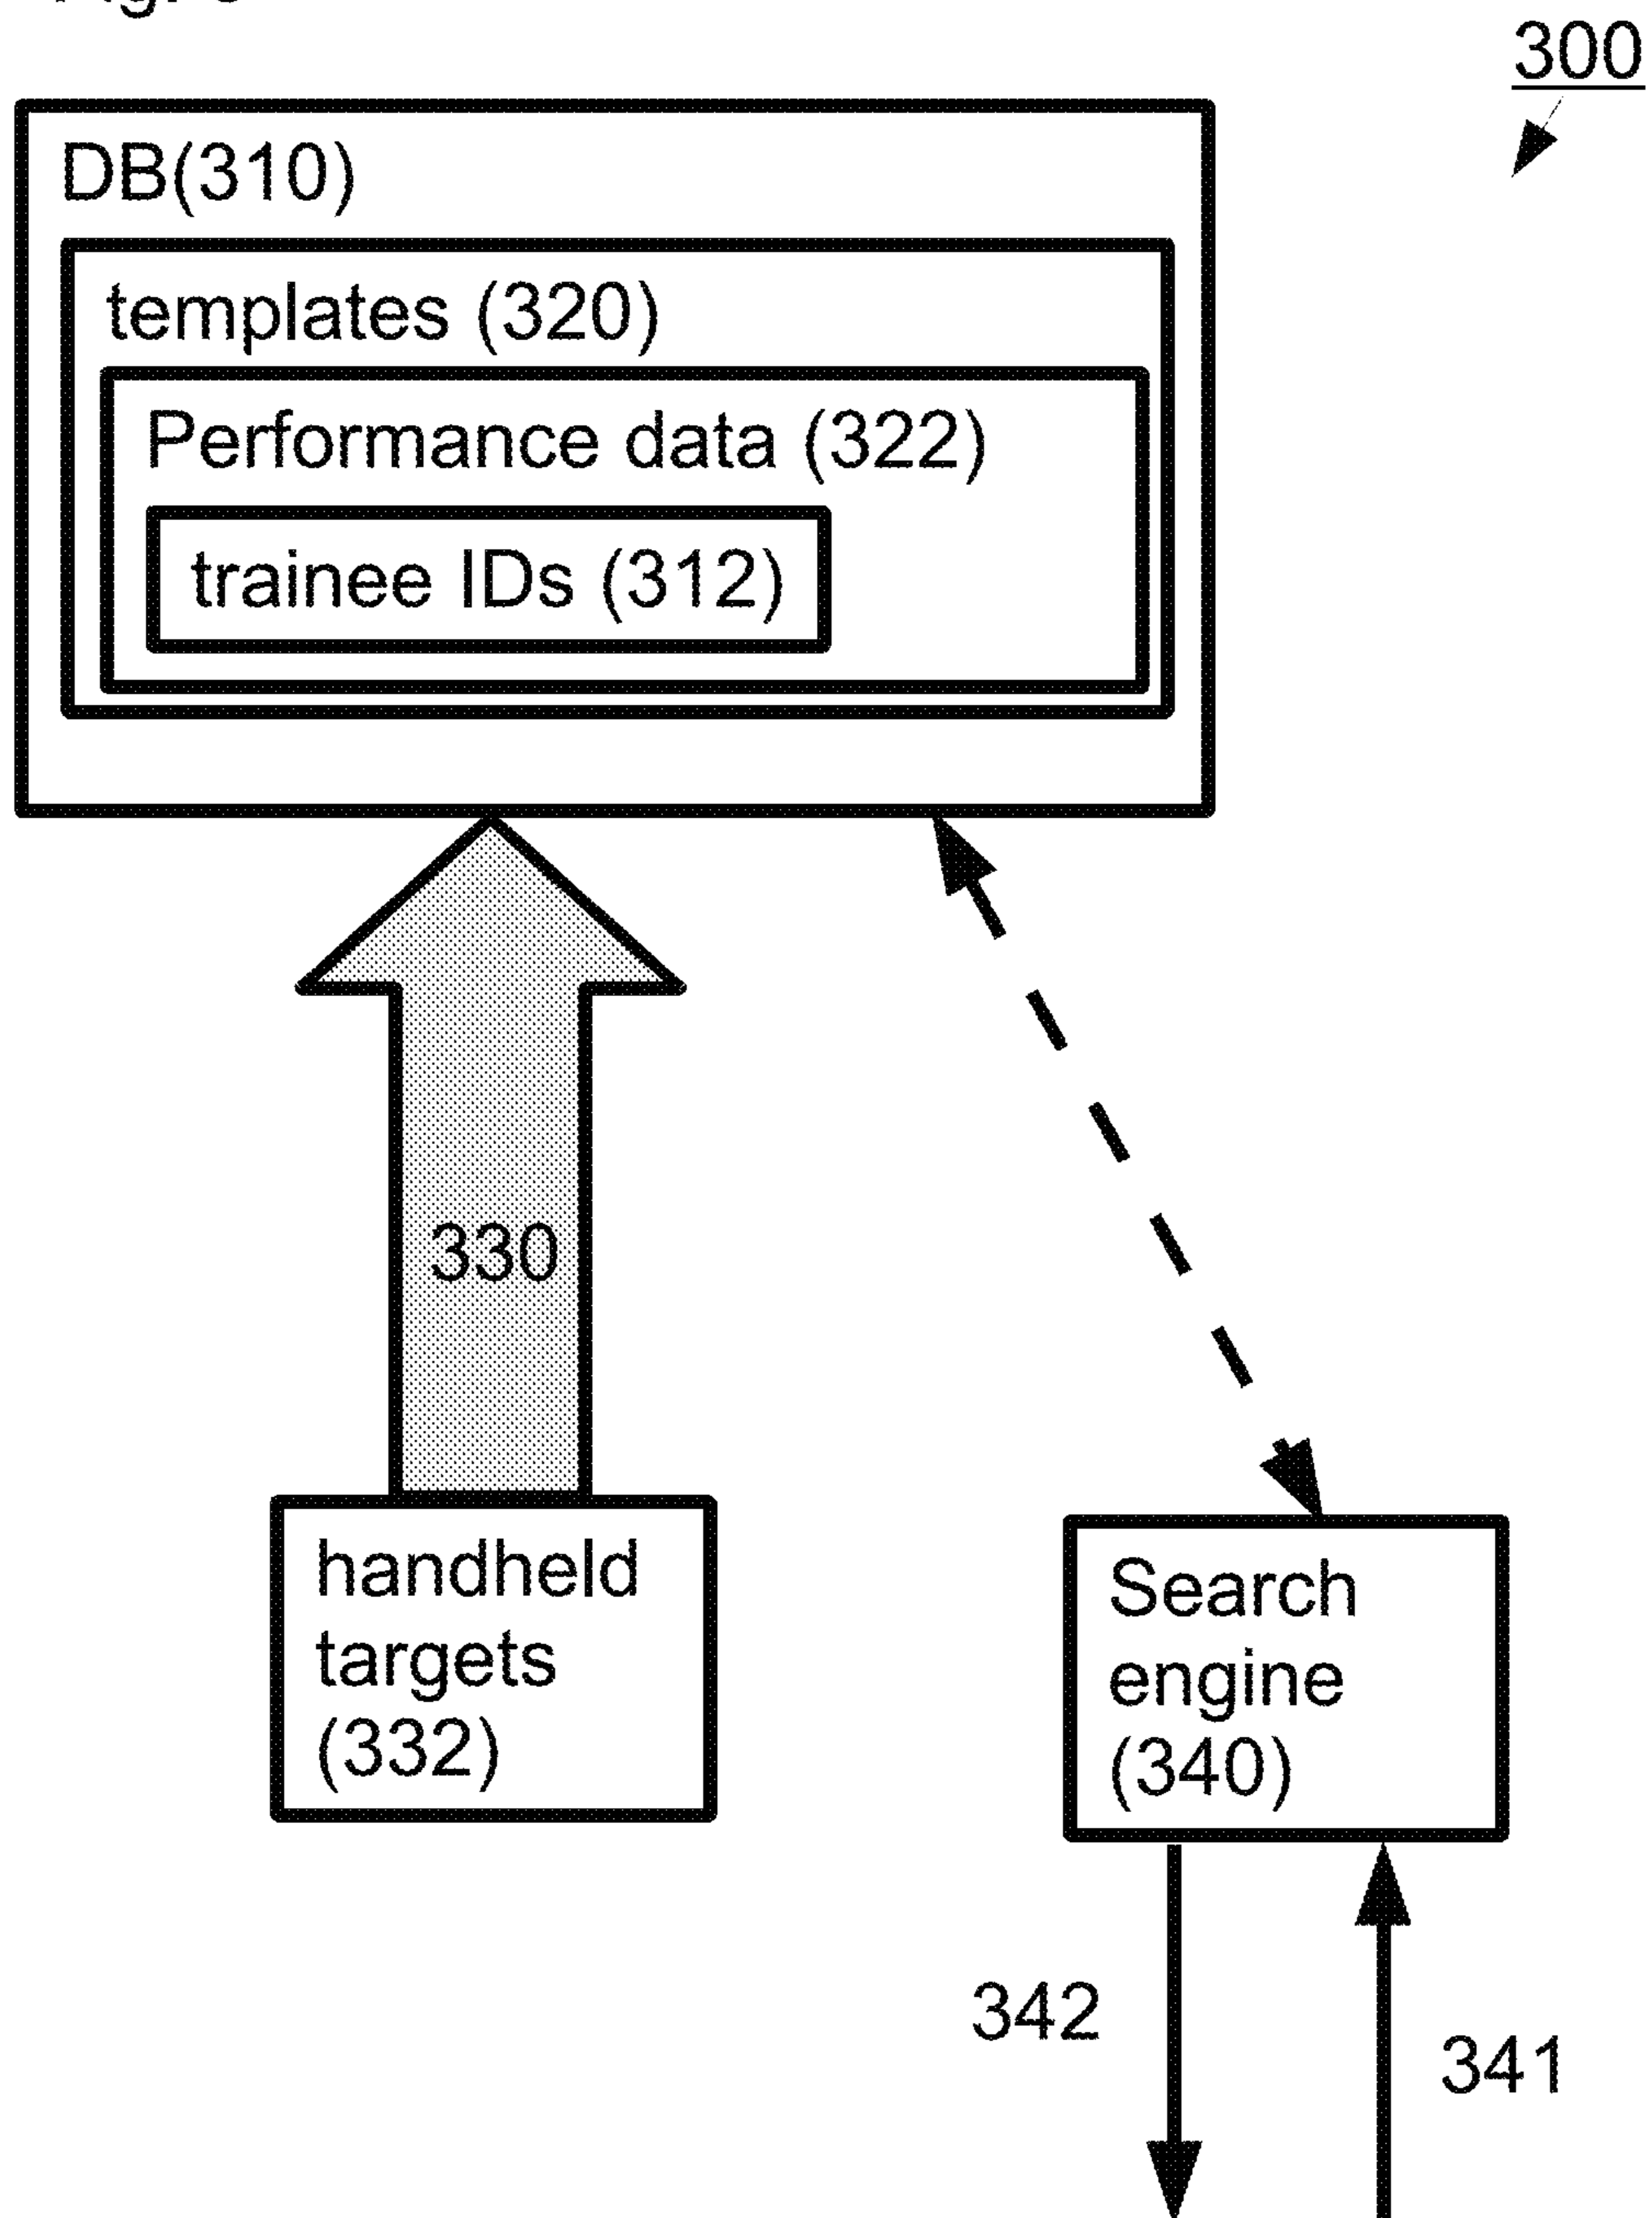 300
DB(310)
templates (320)
Performance data (322)
trainee IDs (312)
330
handheld
targets
(332)
Search
engine
(340)
342
341